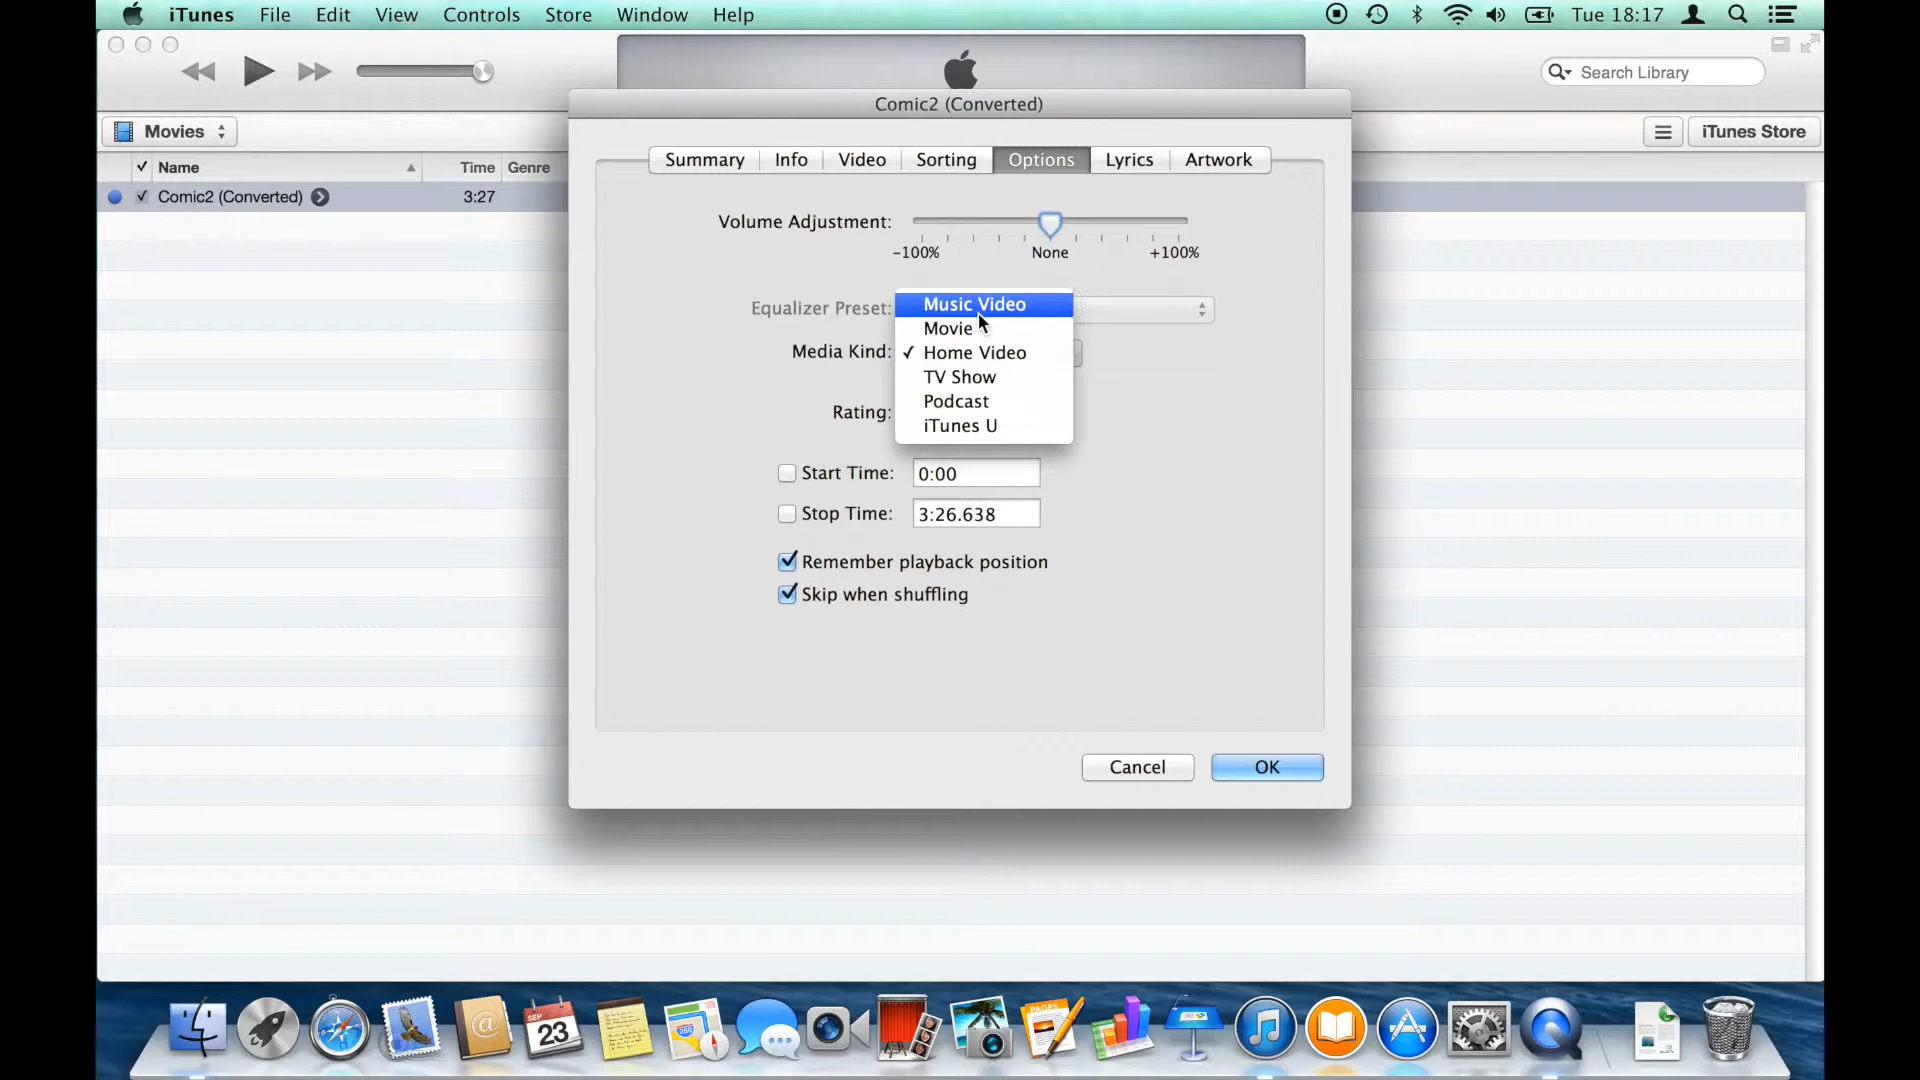 iTunes File Edit View Controls Store Window Help Tue 18:17
Search Library
Comic2 (Converted)
Movies iTunes Store
Summary Info Video Sorting Options Lyrics Artwork
Name Time Genre
Comic2 (Converted) 3:27
Volume Adjustment:
-100% None +100%
Equalizer Preset: Music Video
Movie
Media Kind: Home Video
TV Show
Podcast
Rating:
iTunes U
Start Time: 0:00
Stop Time: 3:26.638
Remember playback position
Skip when shuffling
Cancel OK
SEP
23